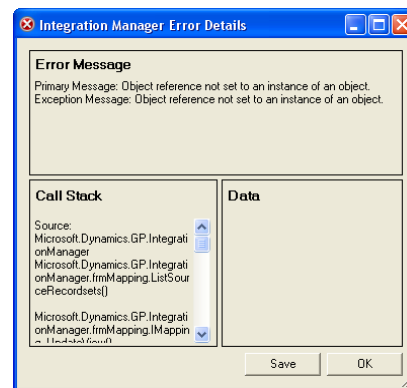 Integration Manager Error Details
Error Message
Primary Message: Object reference not set to an instance of an object.
Exception Message: Object reference not set to an instance of an object.
Call Stack
Data
Source:
Microsoft.Dynamics.GP.Integrati
onManager
Microsoft.Dynamics.GP.Integrati
onManager.frmMapping.ListSour
ceRecordsets()
Microsoft.Dynamics.GP.Integrati
onManager.frmMapping.IMappin
g_UpdateView()
Save
OK